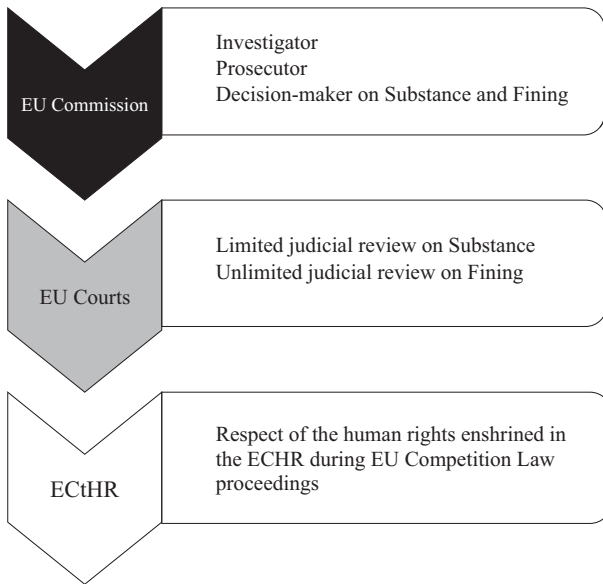 EU Commission
Investigator
Prosecutor
Decision-maker on Substance and Fining
EU Courts
Limited judicial review on Substance
Unlimited judicial review on Fining
ECtHR
Respect of the human rights enshrined in
the ECHR during EU Competition Law
proceedings